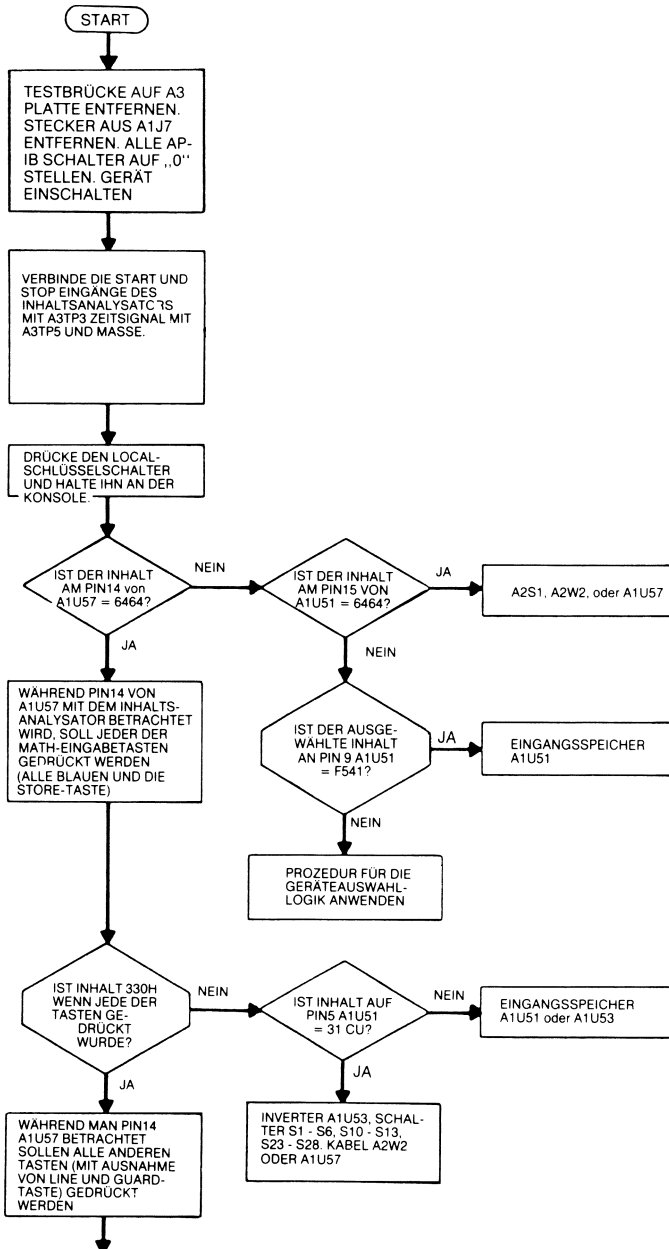 START
TESTBRÜCKE AUF A3
PLATTE ENTFERNEN.
STECKER AUS A1J7
ENTFERNEN. ALLE AP-
IB SCHALTER AUF ,,0''
STELLEN. GERÄT
EINSCHALTEN
VERBINDE DIE START UND
STOP EINGÄNGE DES
INHALTSANALYSATORS
MIT A3TP3 ZEITSIGNAL MIT
A3TP5 UND MASSE.
DRÜCKE DEN LOCAL-
SCHLÜSSELSCHALTER
UND HALTE IHN AN DER
KONSOLE.
IST DER INHALT
AM PIN14 von
A1U57 = 6464?
NEIN
IST DER INHALT
AM PIN15 VON
A1U51 = 6464?
JA
A2S1, A2W2, oder A1U57
JA
NEIN
WÄHREND PIN14 VON
A1U57 MIT DEM INHALTS-
ANALYSATOR BETRACHTET
WIRD, SOLL JEDER DER
MATH-EINGABETASTEN
GEDRÜCKT WERDEN
(ALLE BLAUEN UND DIE
STORE-TASTE)
IST DER AUSGE-
WÄHLTE INHALT
AN PIN 9 A1U51
= F541?
JA
EINGANGSSPEICHER
A1U51
NEIN
PROZEDUR FÜR DIE
GERÄTEAUSWAHL-
LOGIK ANWENDEN
IST INHALT 330H
WENN JEDE DER
TASTEN GE-
DRÜCKT
WURDE?
NEIN
IST INHALT AUF
PIN5 A1U51
= 31 CU?
NEIN
EINGANGSSPEICHER
A1U51 oder A1U53
JA
JA
WÄHREND MAN PIN14
A1U57 BETRACHTET
SOLLEN ALLE ANDEREN
TASTEN (MIT AUSNAHME
VON LINE UND GUARD-
TASTE) GEDRÜCKT
WERDEN
INVERTER A1U53, SCHAL-
TER S1 - S6, S10 - S13,
S23 - S28. KABEL A2W2
ODER A1U57